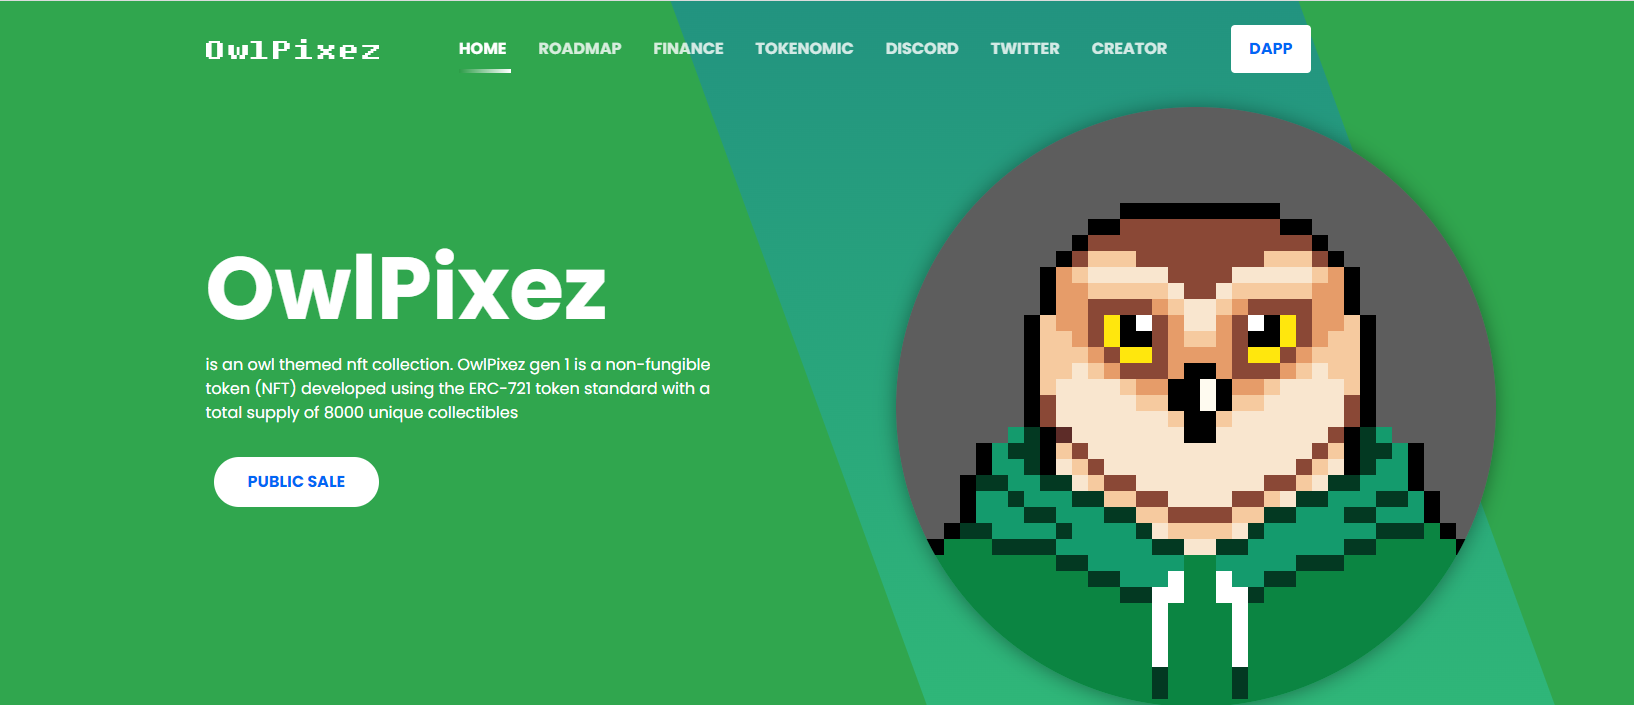 OwlPixez
HOME ROADMAP FINANCE TOKENOMIC DISCORD TWITTER CREATOR DAPP
OwlPixez
is an owl themed nft collection. OwlPixez gen 1 is a non-fungible
token (NFT) developed using the ERC-721 token standard with a
total supply of 8000 unique collectibles
PUBLIC SALE